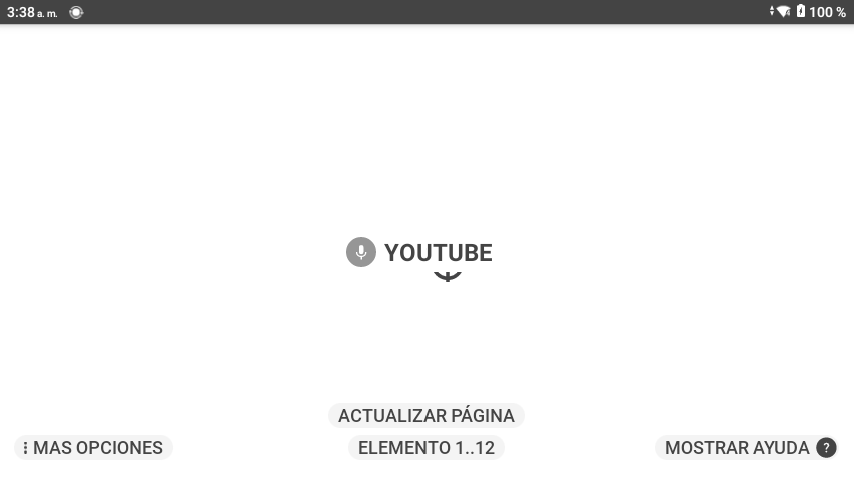 3:38 a. m. 100 %
YOUTUBE
ACTUALIZAR PÁGINA
MAS OPCIONES ELEMENTO 1..12 MOSTRAR AYUDA ?